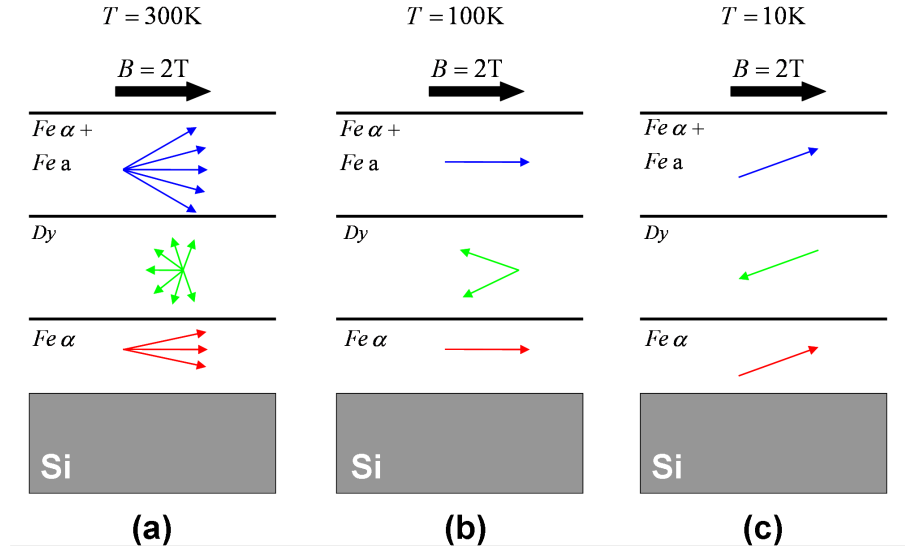 T = 300K
B = 2T
Fe α +
Fe a
Dy
Fe α
Si
(a)
T = 100K
B = 2T
Fe α +
Fe a
Dy
Fe α
Si
(b)
T = 10K
B = 2T
Fe α +
Fe a
Dy
Fe α
Si
(c)